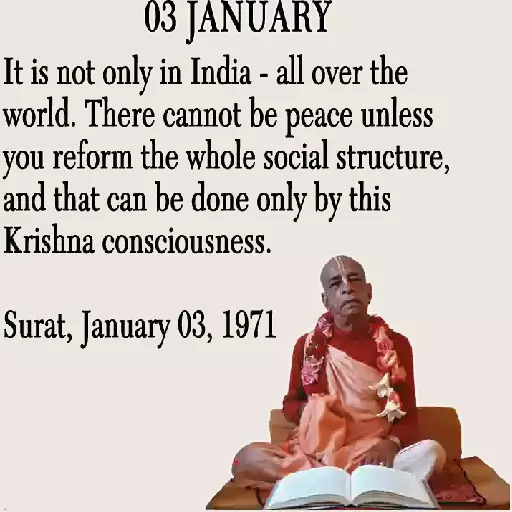 03 JANUARY
It is not only in India - all over the
world. There cannot be peace unless
you reform the whole social structure,
and that can be done only by this
Krishna consciousness.
Surat, January 03, 1971